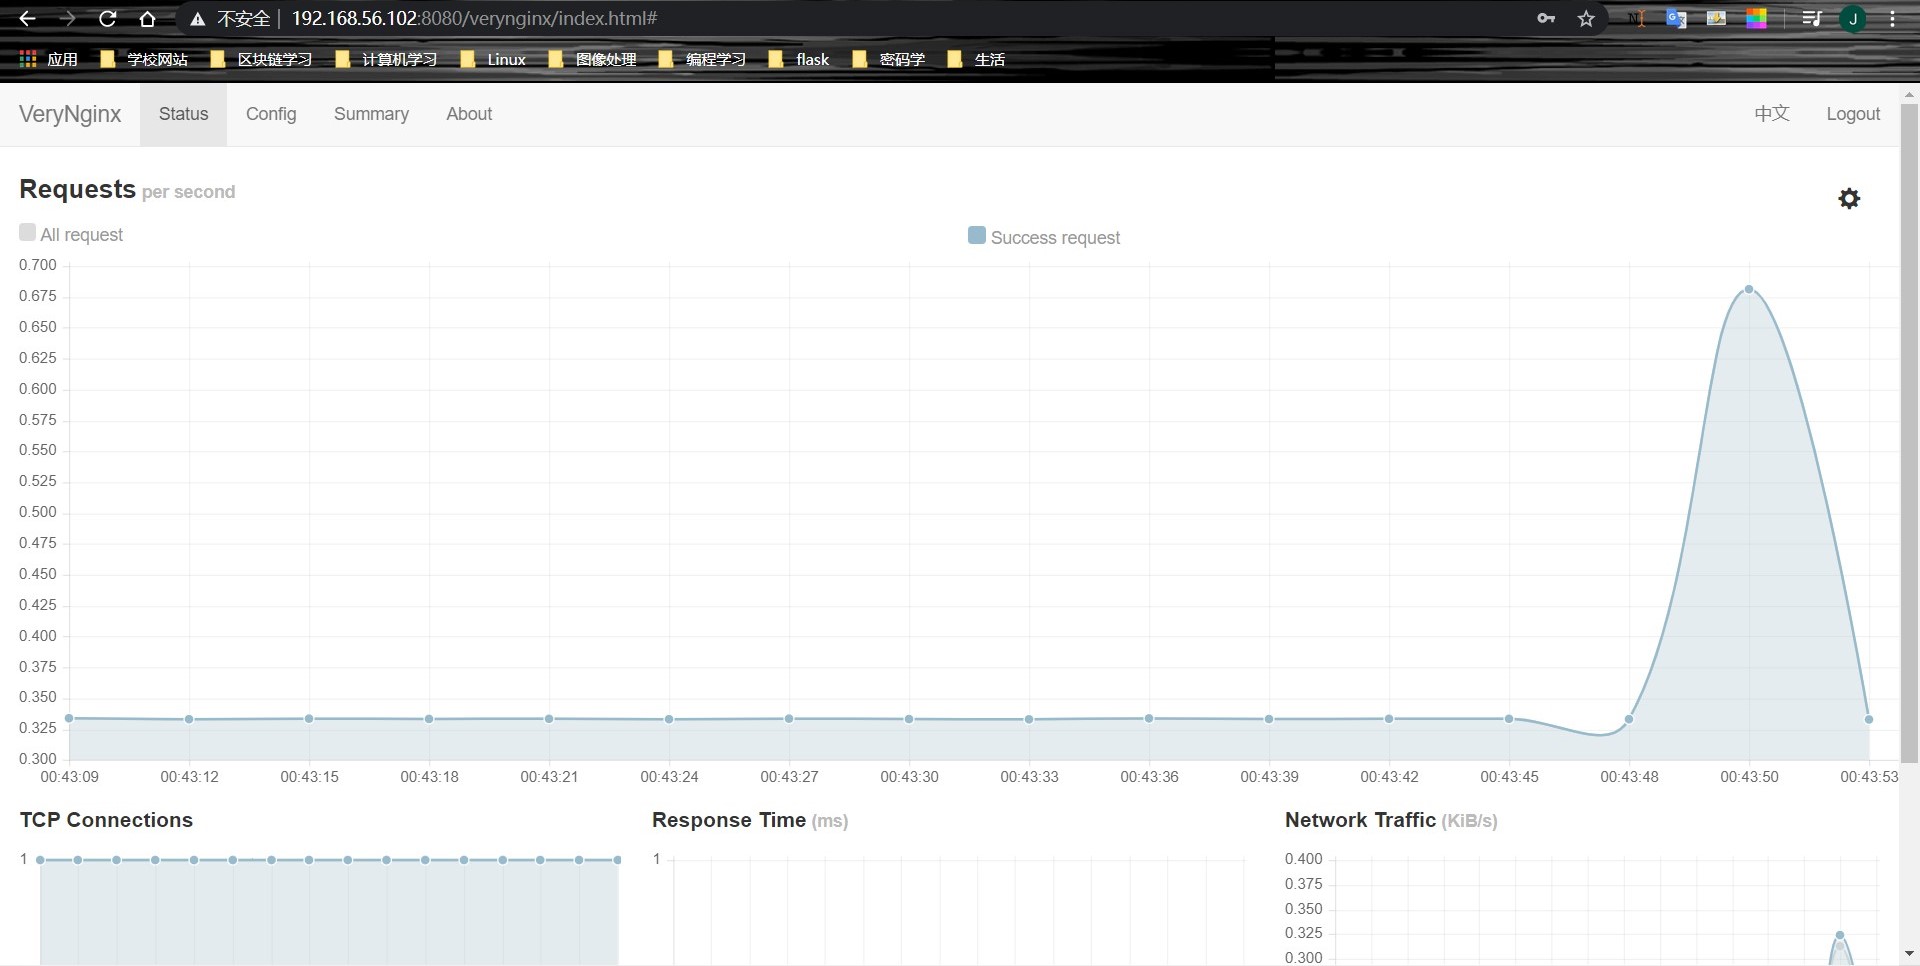 不安全 192.168.56.102:8080/verynginx/index.html#
应用 学校网站 区块链学习 计算机学习 Linux 图像处理 编程学习 flask 密码学 生活
VeryNginx Status Config Summary About 中文 Logout
Requests per second
All request Success request
0.700
0.675
0.650
0.625
0.600
0.575
0.550
0.525
0.500
0.475
0.450
0.425
0.400
0.375
0.350
0.325
0.300
00:43:09 00:43:12 00:43:15 00:43:18 00:43:21 00:43:24 00:43:27 00:43:30 00:43:33 00:43:36 00:43:39 00:43:42 00:43:45 00:43:48 00:43:50 00:43:53
TCP Connections Response Time (ms) Network Traffic (KiB/s)
1 1 0.400
0.375
0.350
0.325
0.300